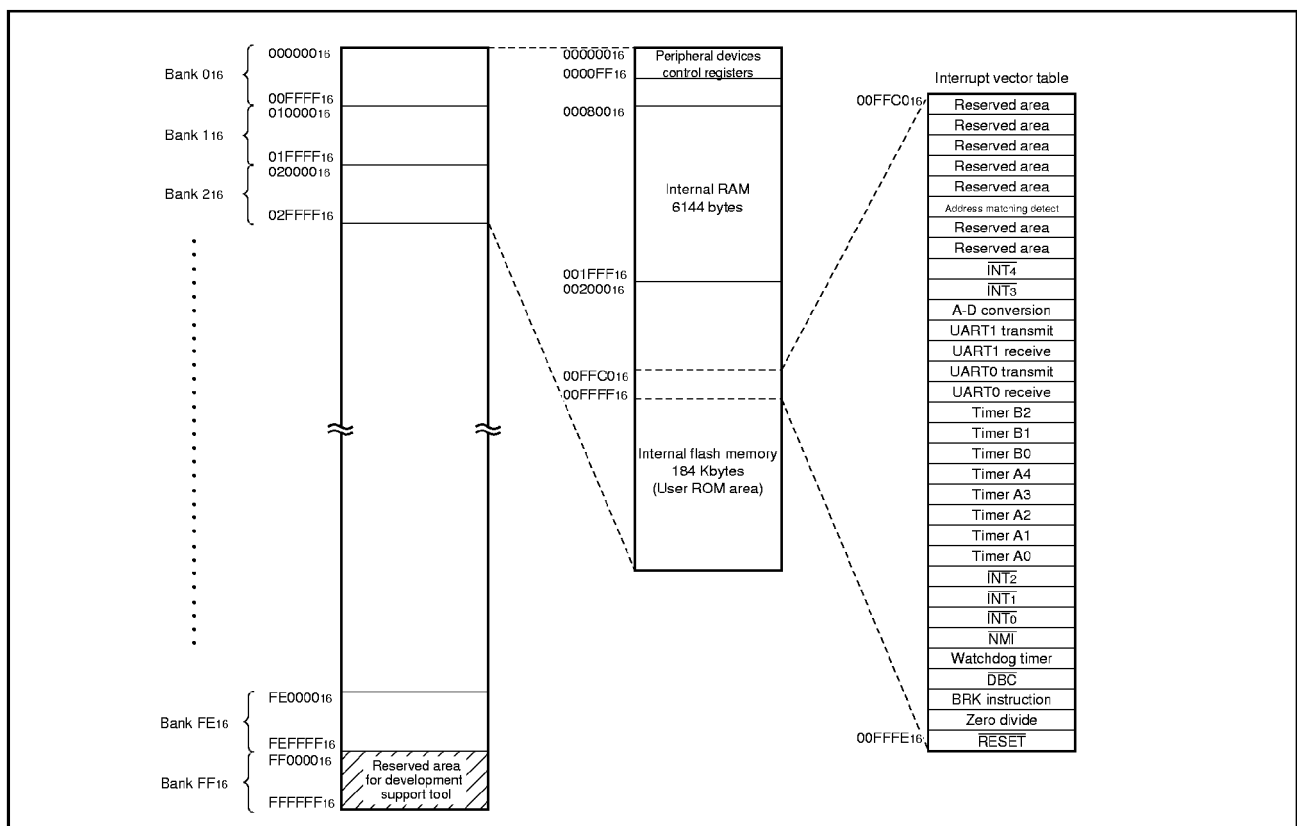 Bank 016
00000016
00FFFF16
Bank 116
01000016
01FFFF16
Bank 216
02000016
02FFFF16
Bank FE16
FE000016
FEFFFF16
Bank FF16
FF000016
FFFFFF16
Reserved area
for development
support tool
00000016
0000FF16
Peripheral devices
control registers
00080016
Internal RAM
6144 bytes
001FFF16
00200016
00FFC016
00FFFF16
Internal flash memory
184 Kbytes
(User ROM area)
Interrupt vector table
00FFC016
Reserved area
Reserved area
Reserved area
Reserved area
Reserved area
Address matching detect
Reserved area
Reserved area
INT4
INT3
A-D conversion
UART1 transmit
UART1 receive
UART0 transmit
UART0 receive
Timer B2
Timer B1
Timer B0
Timer A4
Timer A3
Timer A2
Timer A1
Timer A0
INT2
INT1
INT0
NMI
Watchdog timer
DBC
BRK instruction
Zero divide
00FFFE16
RESET